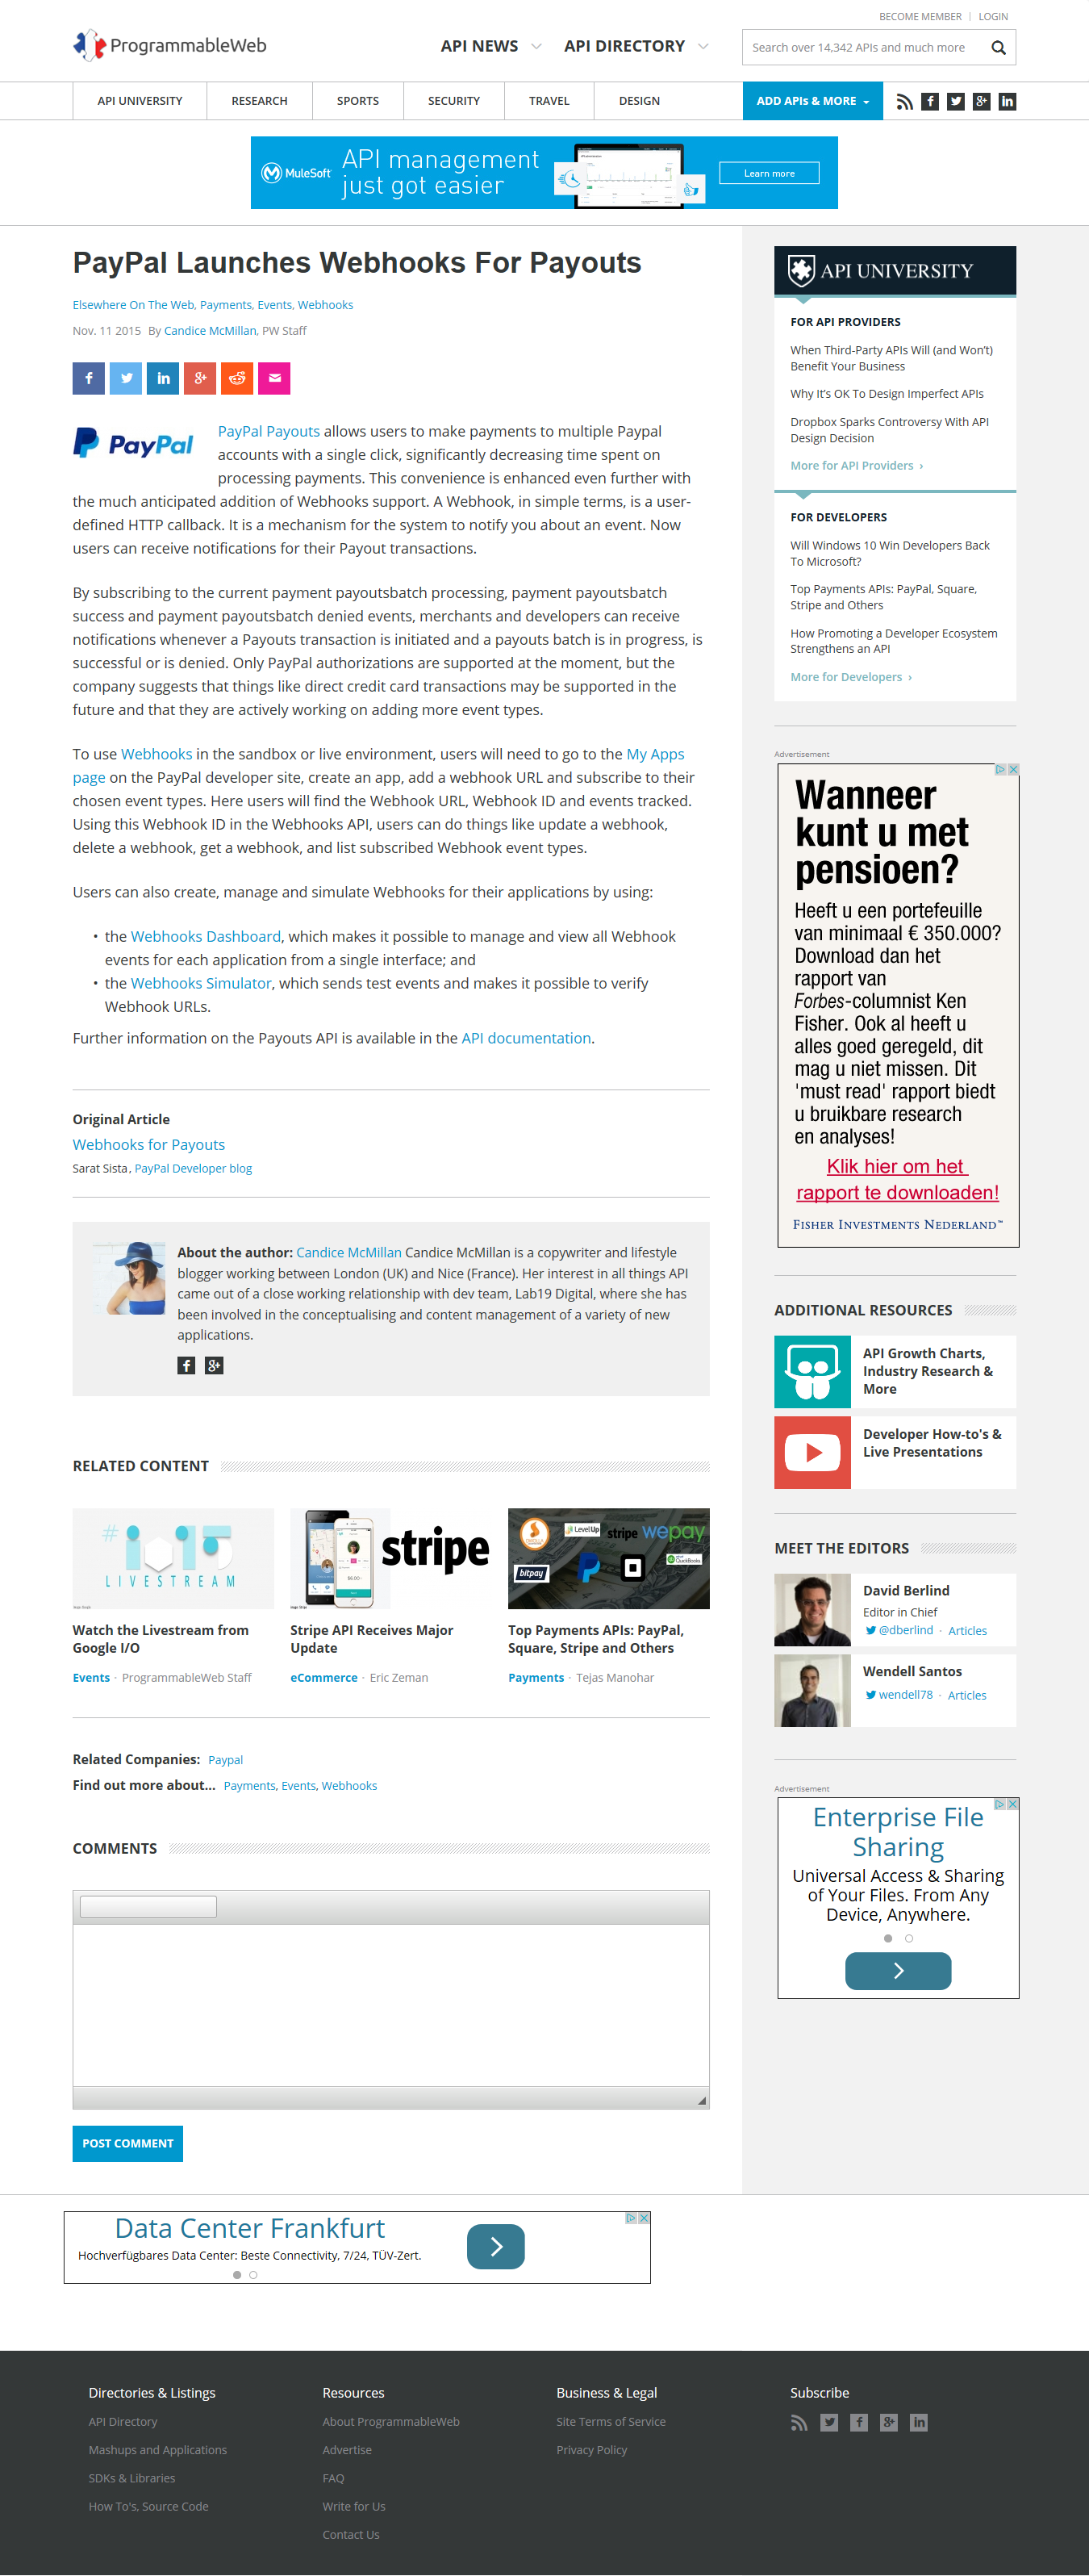 BECOME MEMBER | LOGIN
ProgrammableWeb
API NEWS
API DIRECTORY
Search over 14,342 APIs and much more
API UNIVERSITY
RESEARCH
SPORTS
SECURITY
TRAVEL
DESIGN
ADD APIs & MORE
MuleSoft
API management
just got easier
Learn more
PayPal Launches Webhooks For Payouts
Elsewhere On The Web, Payments, Events, Webhooks
Nov. 11 2015 By Candice McMillan, PW Staff
PayPal
PayPal Payouts allows users to make payments to multiple Paypal
accounts with a single click, significantly decreasing time spent on
processing payments. This convenience is enhanced even further with
the much anticipated addition of Webhooks support. A Webhook, in simple terms, is a user-
defined HTTP callback. It is a mechanism for the system to notify you about an event. Now
users can receive notifications for their Payout transactions.
By subscribing to the current payment payoutsbatch processing, payment payoutsbatch
success and payment payoutsbatch denied events, merchants and developers can receive
notifications whenever a Payouts transaction is initiated and a payouts batch is in progress, is
successful or is denied. Only PayPal authorizations are supported at the moment, but the
company suggests that things like direct credit card transactions may be supported in the
future and that they are actively working on adding more event types.
To use Webhooks in the sandbox or live environment, users will need to go to the My Apps
page on the PayPal developer site, create an app, add a webhook URL and subscribe to their
chosen event types. Here users will find the Webhook URL, Webhook ID and events tracked.
Using this Webhook ID in the Webhooks API, users can do things like update a webhook,
delete a webhook, get a webhook, and list subscribed Webhook event types.
Users can also create, manage and simulate Webhooks for their applications by using:
• the Webhooks Dashboard, which makes it possible to manage and view all Webhook
events for each application from a single interface; and
• the Webhooks Simulator, which sends test events and makes it possible to verify
Webhook URLs.
Further information on the Payouts API is available in the API documentation.
Original Article
Webhooks for Payouts
Sarat Sista, PayPal Developer blog
About the author: Candice McMillan Candice McMillan is a copywriter and lifestyle
blogger working between London (UK) and Nice (France). Her interest in all things API
came out of a close working relationship with dev team, Lab19 Digital, where she has
been involved in the conceptualising and content management of a variety of new
applications.
RELATED CONTENT
#io15
LIVESTREAM
Watch the Livestream from
Google I/O
Events · ProgrammableWeb Staff
stripe
Stripe API Receives Major
Update
eCommerce · Eric Zeman
LevelUp
stripe
wepay
bitpay
QuickBooks
Top Payments APIs: PayPal,
Square, Stripe and Others
Payments · Tejas Manohar
Related Companies: Paypal
Find out more about... Payments, Events, Webhooks
COMMENTS
POST COMMENT
API UNIVERSITY
FOR API PROVIDERS
When Third-Party APIs Will (and Won't)
Benefit Your Business
Why It's OK To Design Imperfect APIs
Dropbox Sparks Controversy With API
Design Decision
More for API Providers ›
FOR DEVELOPERS
Will Windows 10 Win Developers Back
To Microsoft?
Top Payments APIs: PayPal, Square,
Stripe and Others
How Promoting a Developer Ecosystem
Strengthens an API
More for Developers ›
Advertisement
Wanneer
kunt u met
pensioen?
Heeft u een portefeuille
van minimaal € 350.000?
Download dan het
rapport van
Forbes-columnist Ken
Fisher. Ook al heeft u
alles goed geregeld, dit
mag u niet missen. Dit
'must read' rapport biedt
u bruikbare research
en analyses!
Klik hier om het
rapport te downloaden!
FISHER INVESTMENTS NEDERLAND™
ADDITIONAL RESOURCES
API Growth Charts,
Industry Research &
More
Developer How-to's &
Live Presentations
MEET THE EDITORS
David Berlind
Editor in Chief
@dberlind · Articles
Wendell Santos
wendell78 · Articles
Advertisement
Enterprise File
Sharing
Universal Access & Sharing
of Your Files. From Any
Device, Anywhere.
Data Center Frankfurt
Hochverfügbares Data Center: Beste Connectivity, 7/24, TÜV-Zert.
Directories & Listings
API Directory
Mashups and Applications
SDKs & Libraries
How To's, Source Code
Resources
About ProgrammableWeb
Advertise
FAQ
Write for Us
Contact Us
Business & Legal
Site Terms of Service
Privacy Policy
Subscribe